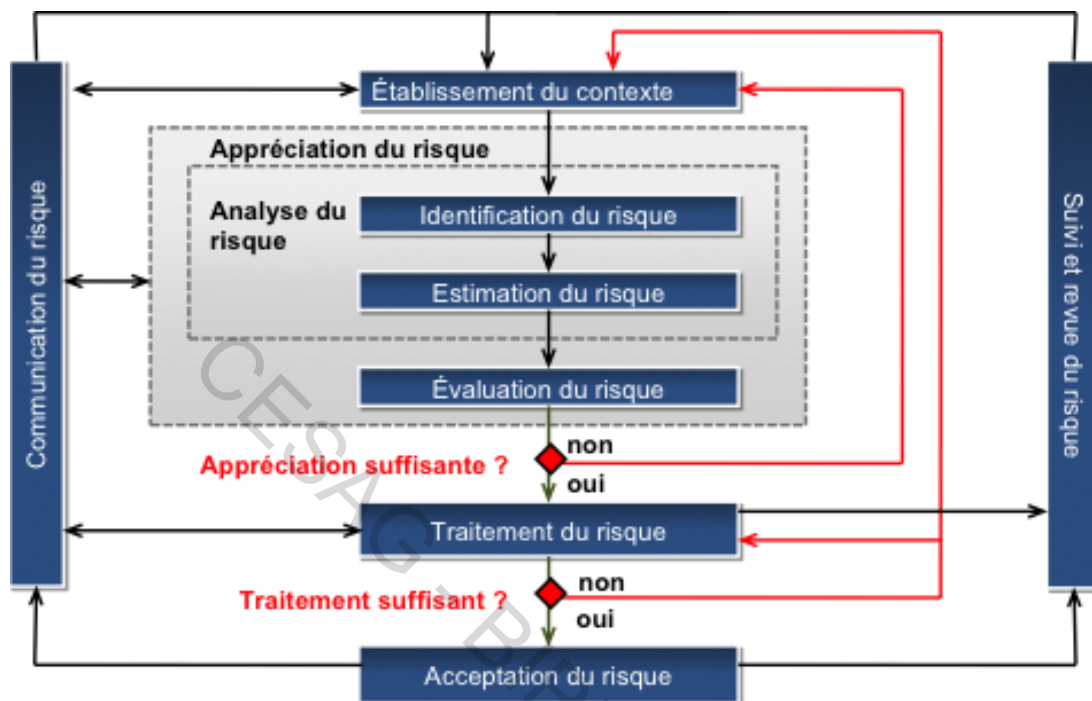 Établissement du contexte
Appréciation du risque
Analyse du
risque
Identification du risque
Estimation du risque
Évaluation du risque
Communication du risque
Suivi et revue du risque
Appréciation suffisante ?
non
oui
Traitement du risque
Traitement suffisant ?
non
oui
Acceptation du risque
CESAG